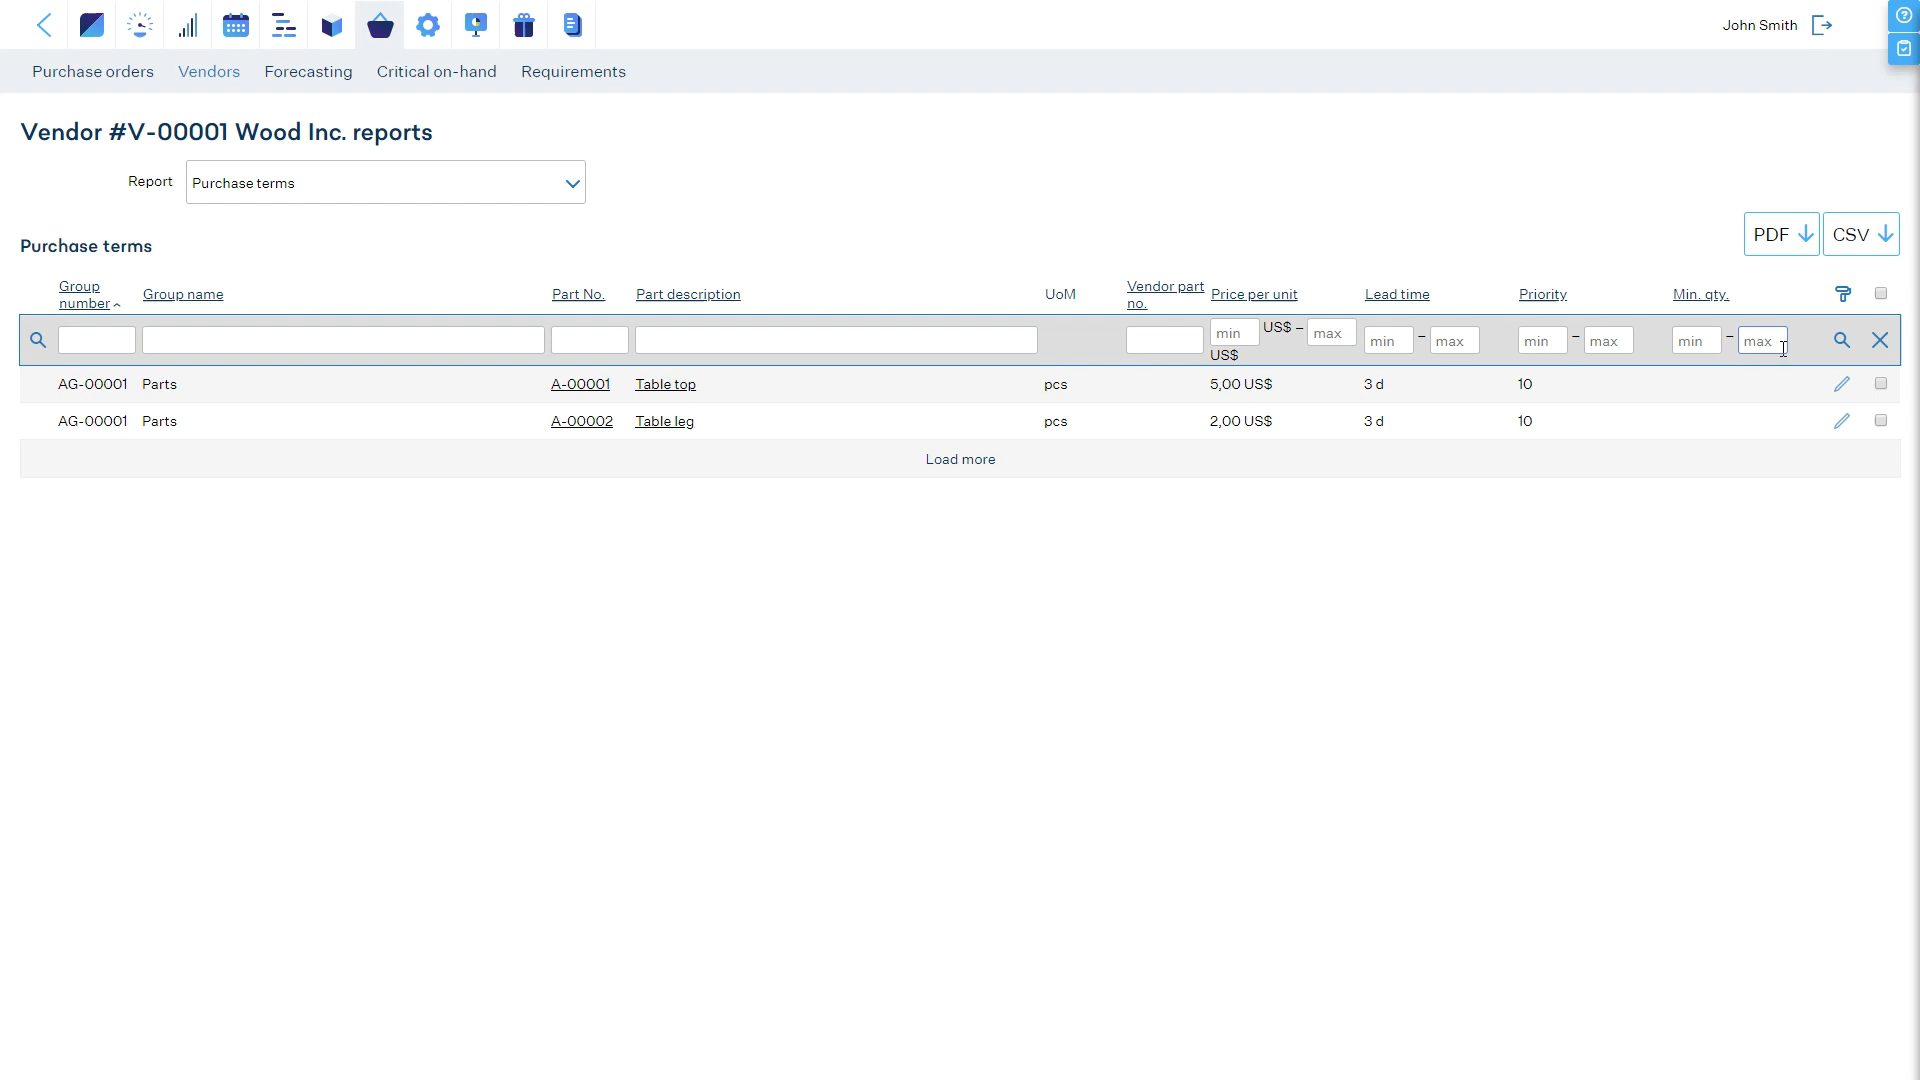 John Smith
Purchase orders Vendors Forecasting Critical on-hand Requirements
Vendor #V-00001 Wood Inc. reports
Report Purchase terms
PDF CSV
Purchase terms
Group number Group name Part No. Part description UoM Vendor part no. Price per unit Lead time Priority Min. qty.
min US$ – max US$ min – max min – max min – max
AG-00001 Parts A-00001 Table top pcs 5,00 US$ 3 d 10
AG-00001 Parts A-00002 Table leg pcs 2,00 US$ 3 d 10
Load more